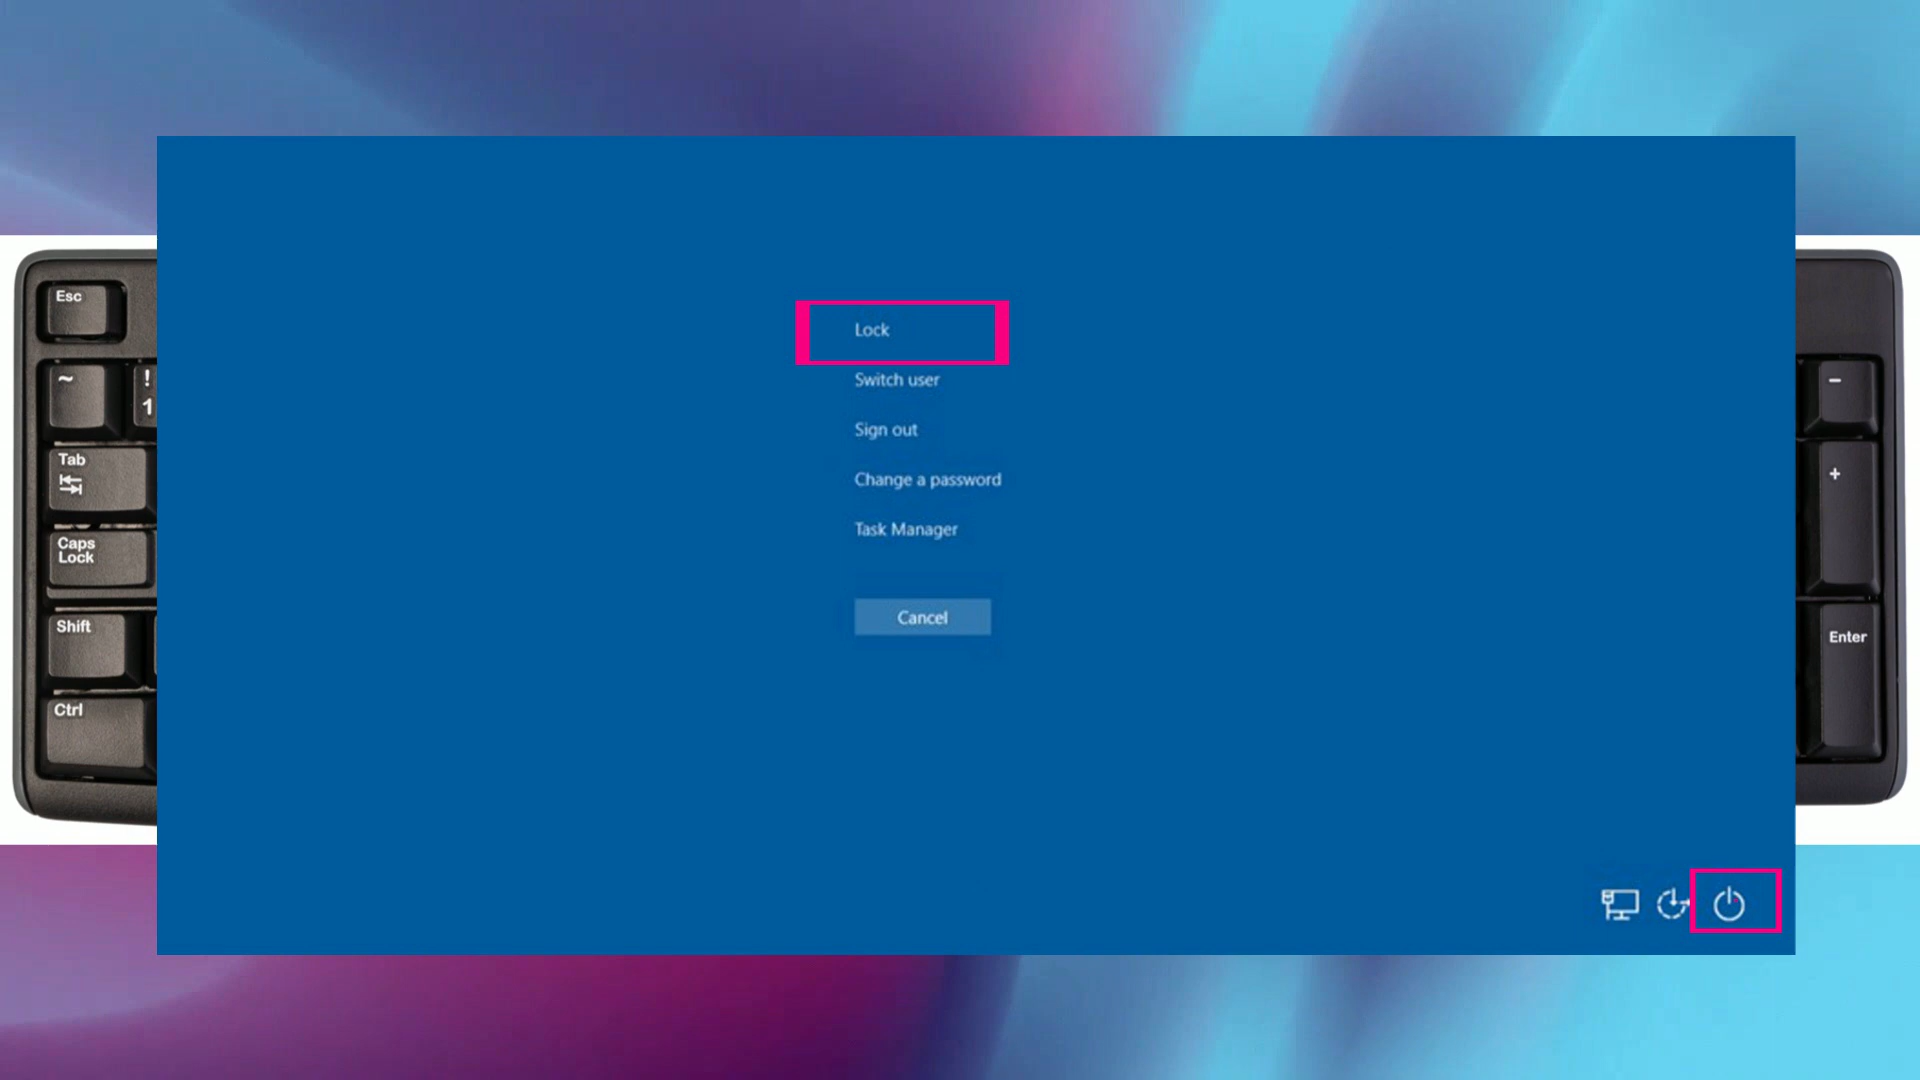 Esc
~
!
1
Tab
Caps
Lock
Shift
Ctrl
Lock
Switch user
Sign out
Change a password
Task Manager
Cancel
-
+
Enter